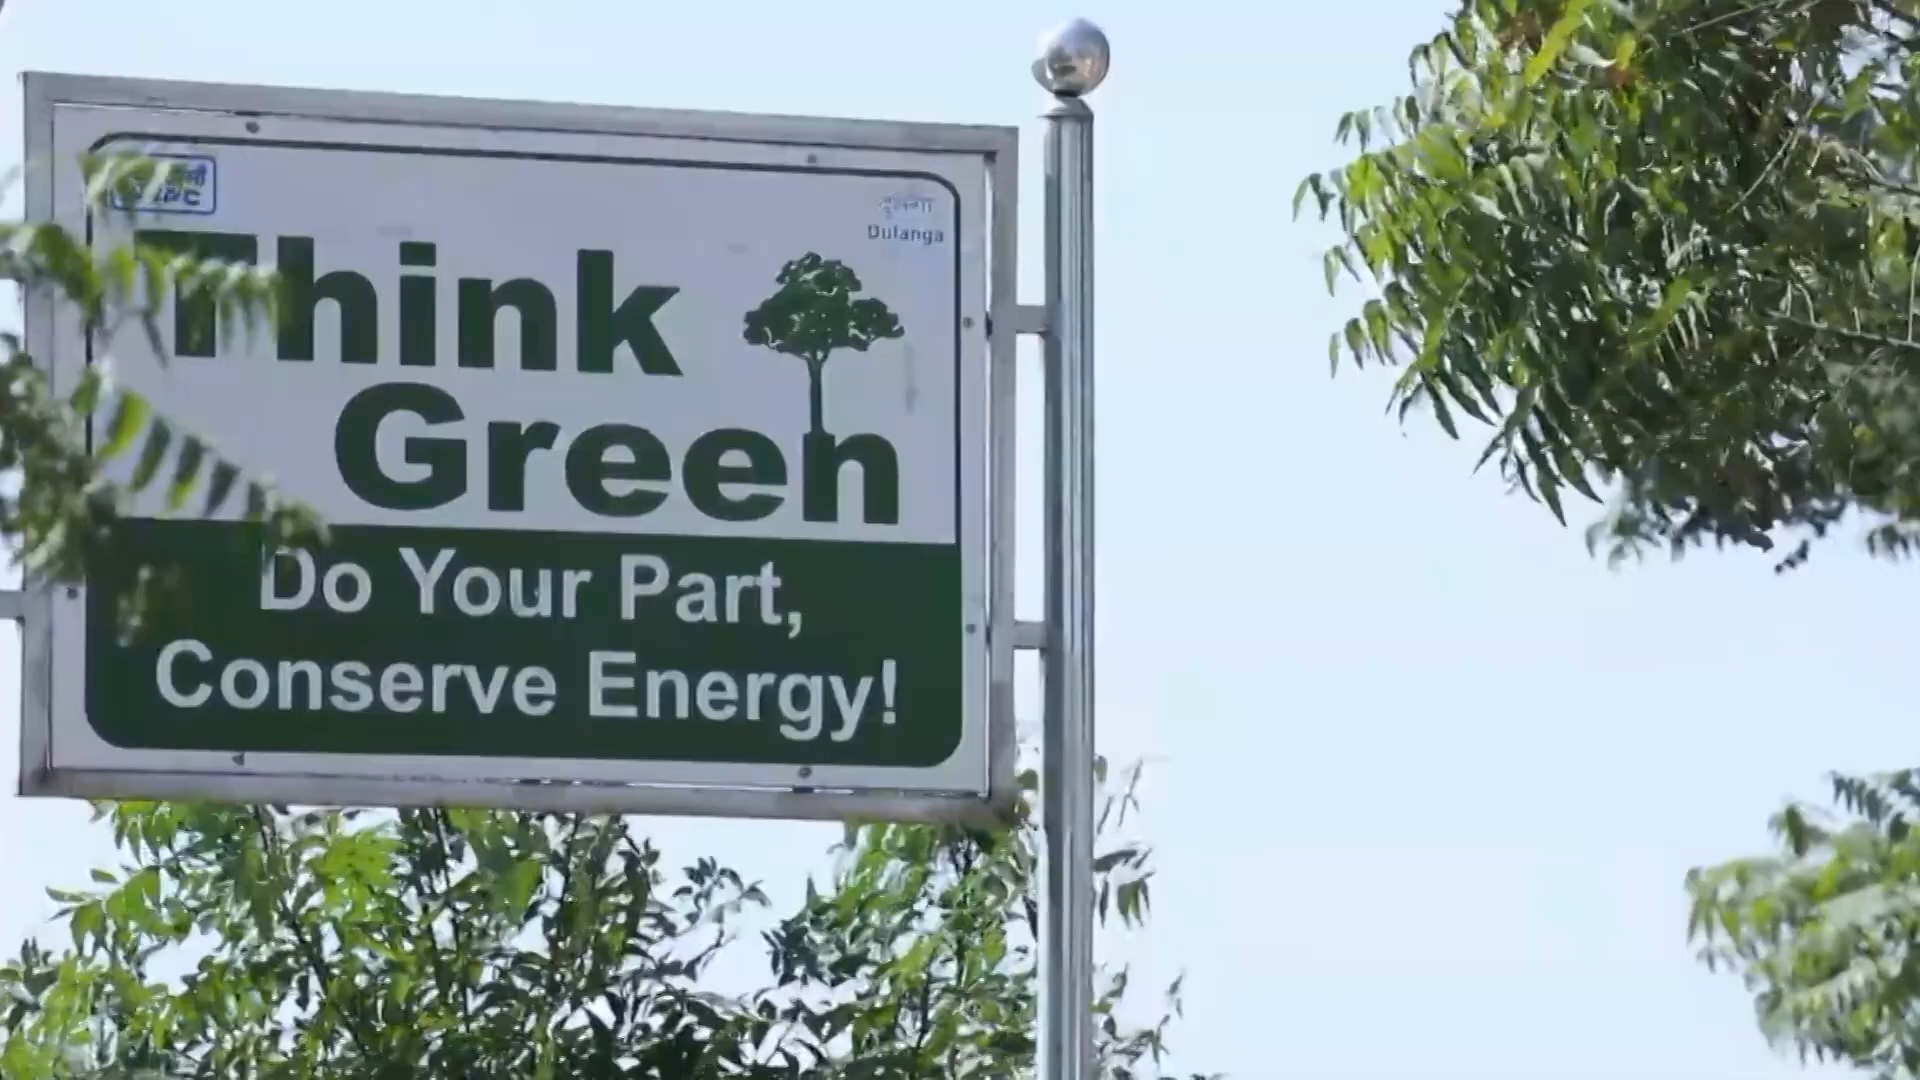 दुलंगा
Dulanga
Think
Green
Do Your Part,
Conserve Energy!